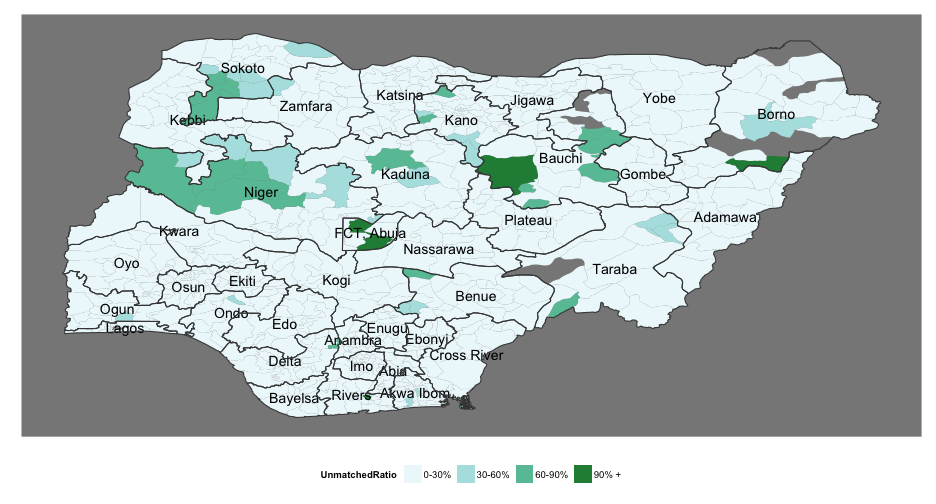 Sokoto
Katsina
Zamfara
Kebbi
Kano
Jigawa
Yobe
Borno
Bauchi
Kaduna
Gombe
Niger
Plateau
Adamawa
FCT, Abuja
Kwara
Nassarawa
Taraba
Oyo
Osun
Ekiti
Kogi
Benue
Ogun
Ondo
Edo
Lagos
Enugu
Anambra
Ebonyi
Cross River
Delta
Imo
Abia
Bayelsa
Rivers
Akwa Ibom
UnmatchedRatio 0-30% 30-60% 60-90% 90% +